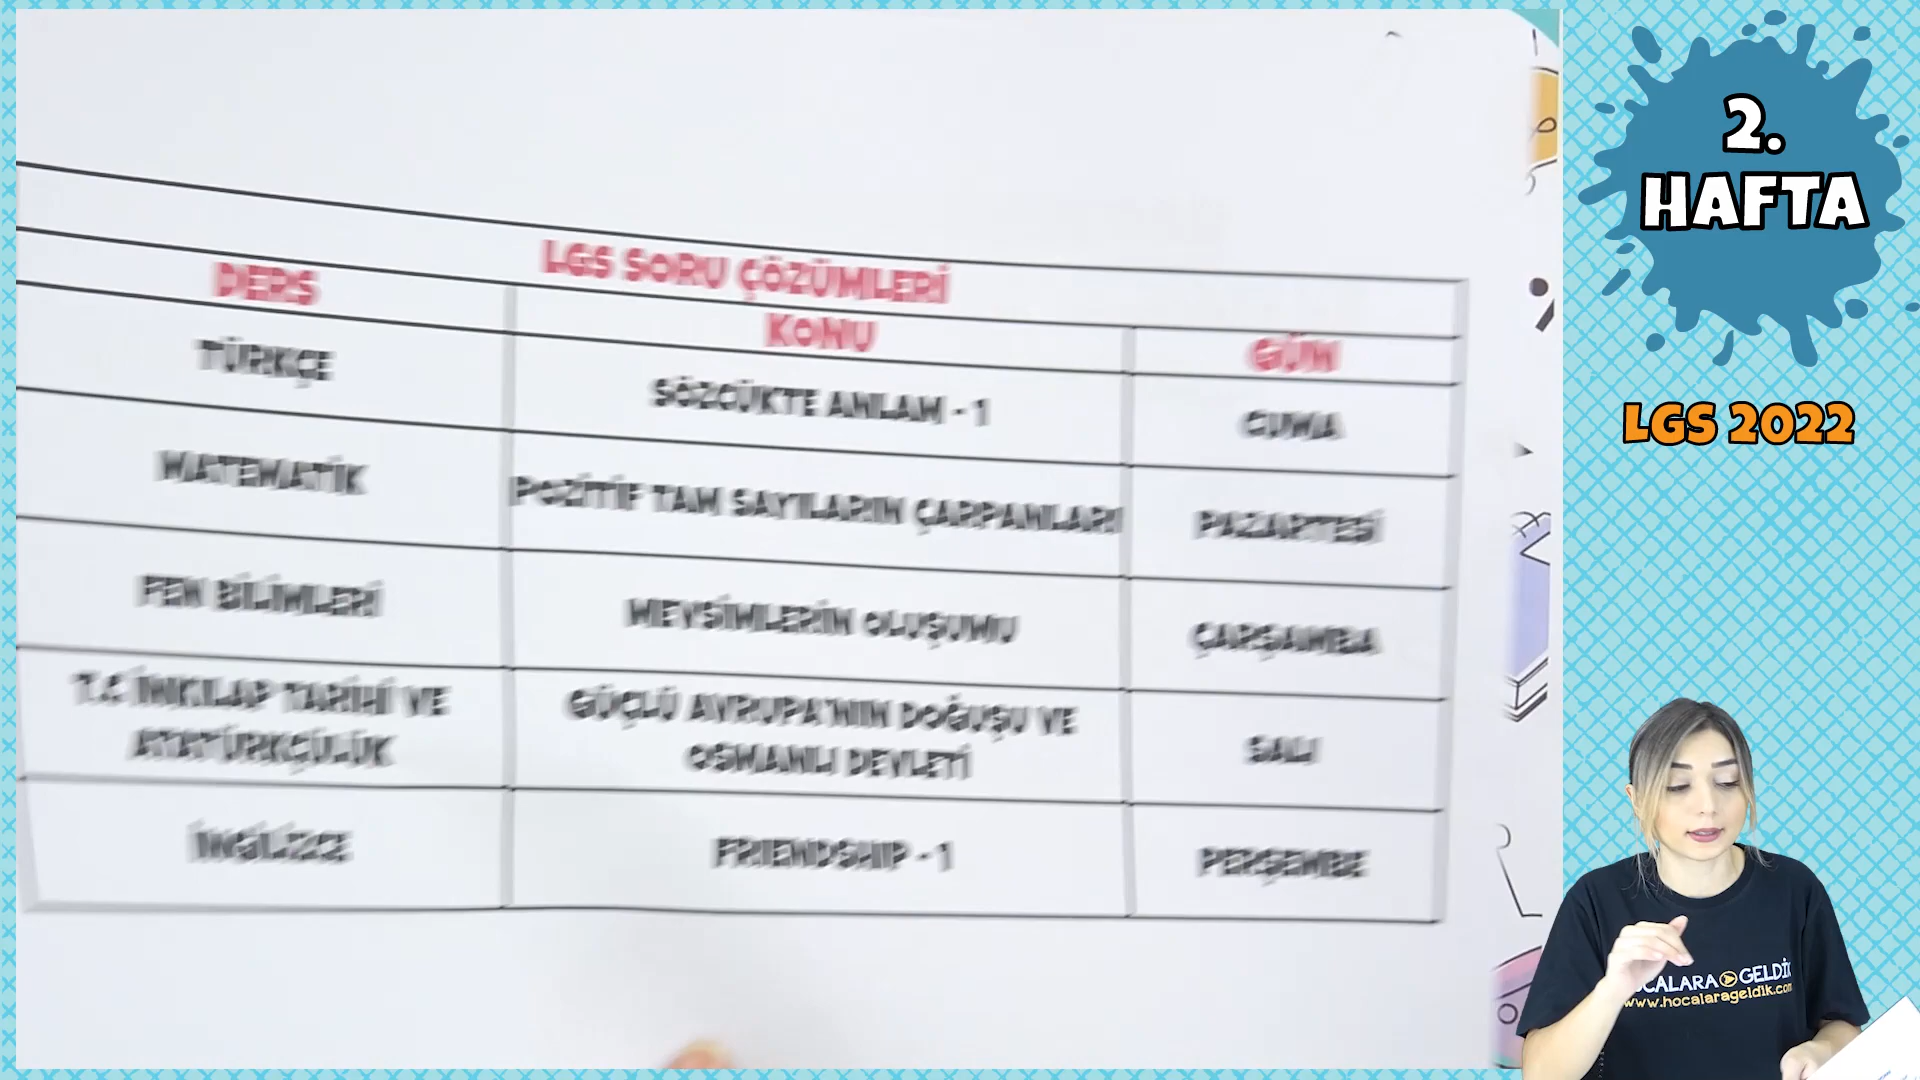 2.
HAFTA
LGS 2022
LGS SORU ÇÖZÜMLERİ
DERS KONU GÜN
TÜRKÇE SÖZCÜKTE ANLAM - 1 CUMA
MATEMATİK POZİTİF TAM SAYILARIN ÇARPANLARI PAZARTESİ
FEN BİLİMLERİ MEVSİMLERİN OLUŞUMU ÇARŞAMBA
T.C İNKILAP TARİHİ VE
ATATÜRKÇÜLÜK
GÜÇLÜ AVRUPA'NIN DOĞUŞU VE
OSMANLI DEVLETİ
SALI
İNGİLİZCE FRIENDSHIP - 1 PERŞEMBE
OCALARA GELDİK
www.hocalarageldik.com